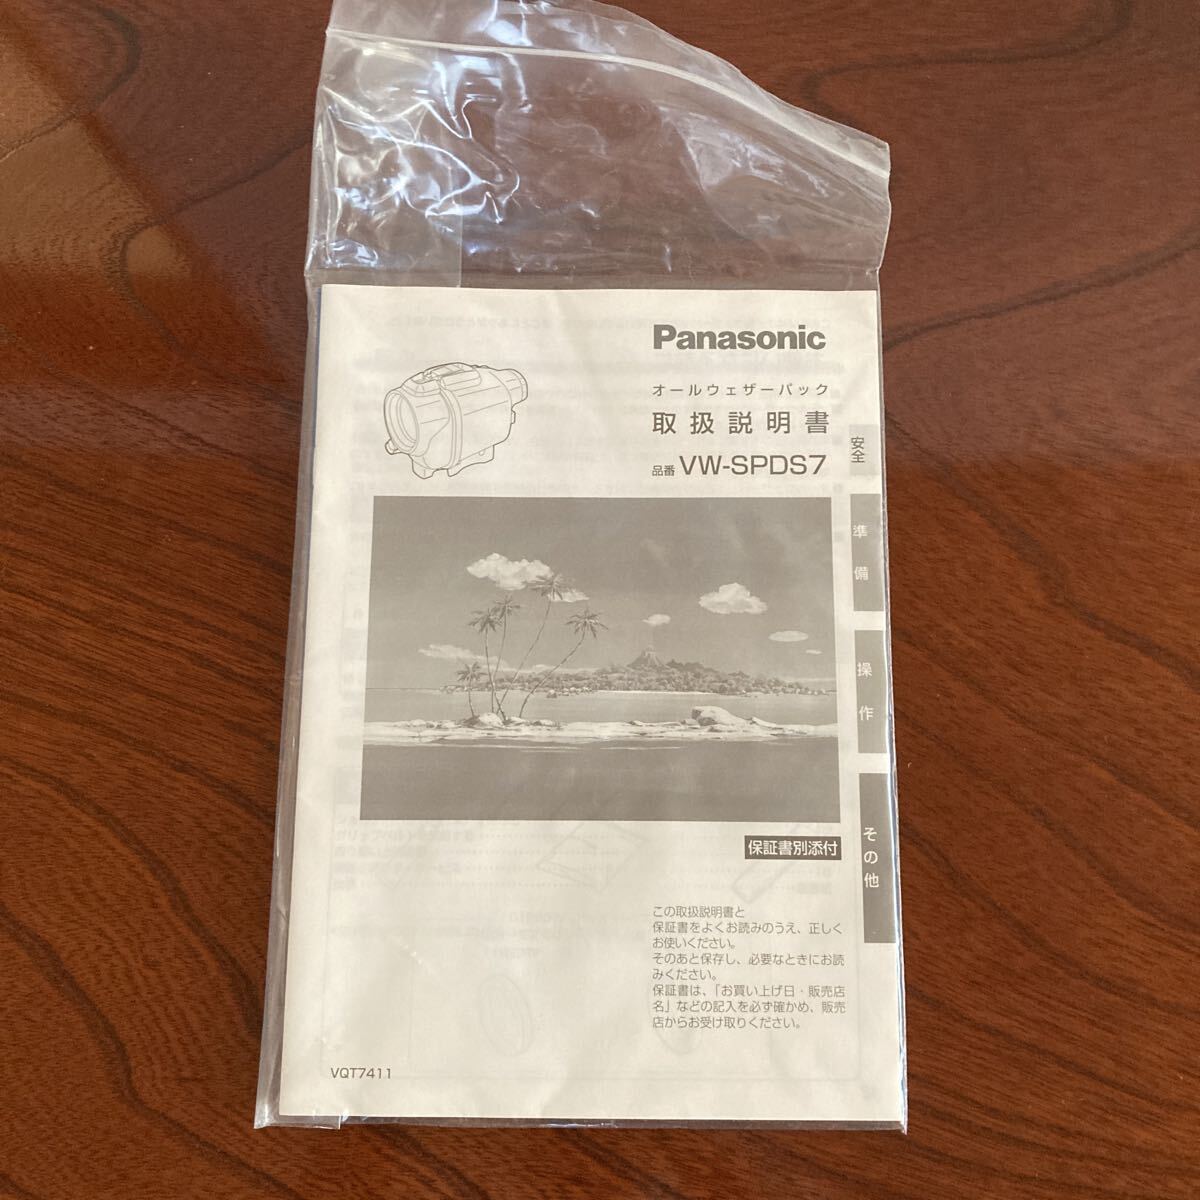 Panasonic
オールウェザーパック
取扱説明書
品番 VW-SPDS7
安全
準備
操作
その他
保証書別添付
この取扱説明書と
保証書をよくお読みのうえ、正しく
お使いください。
そのあと保存し、必要なときにお読
みください。
保証書は、「お買い上げ日・販売店
名」などの記入を必ず確かめ、販売
店からお受け取りください。
VQT7411